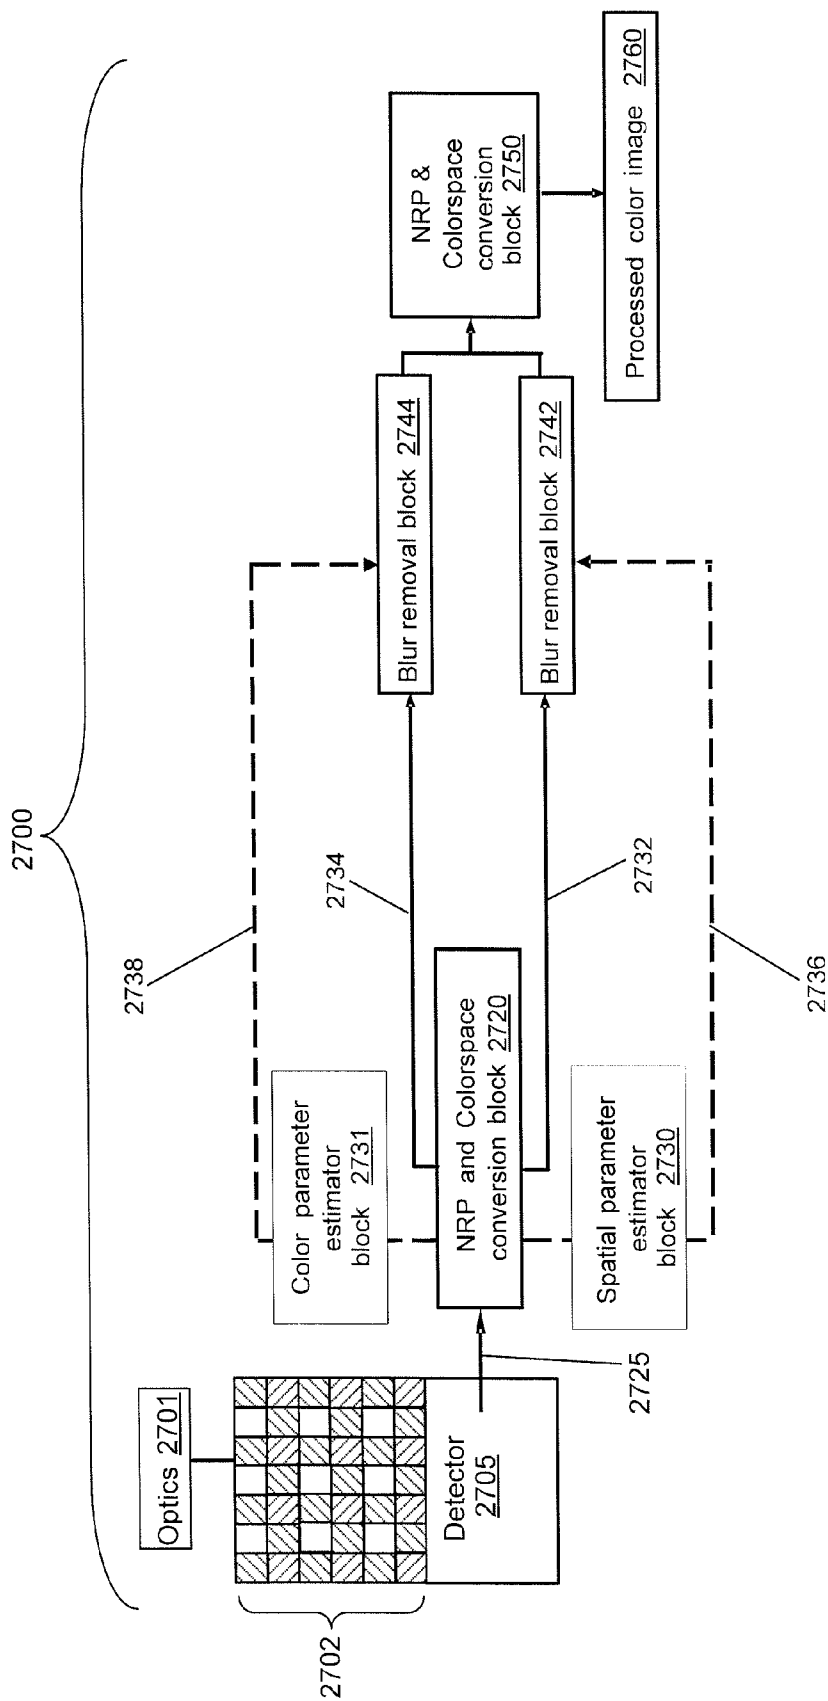 2700
Optics 2701
2702
Detector
2705
2725
Color parameter
estimator
block 2731
NRP and Colorspace
conversion block 2720
Spatial parameter
estimator
block 2730
2738
2734
2732
2736
Blur removal block 2744
Blur removal block 2742
NRP &
Colorspace
conversion
block 2750
Processed color image 2760